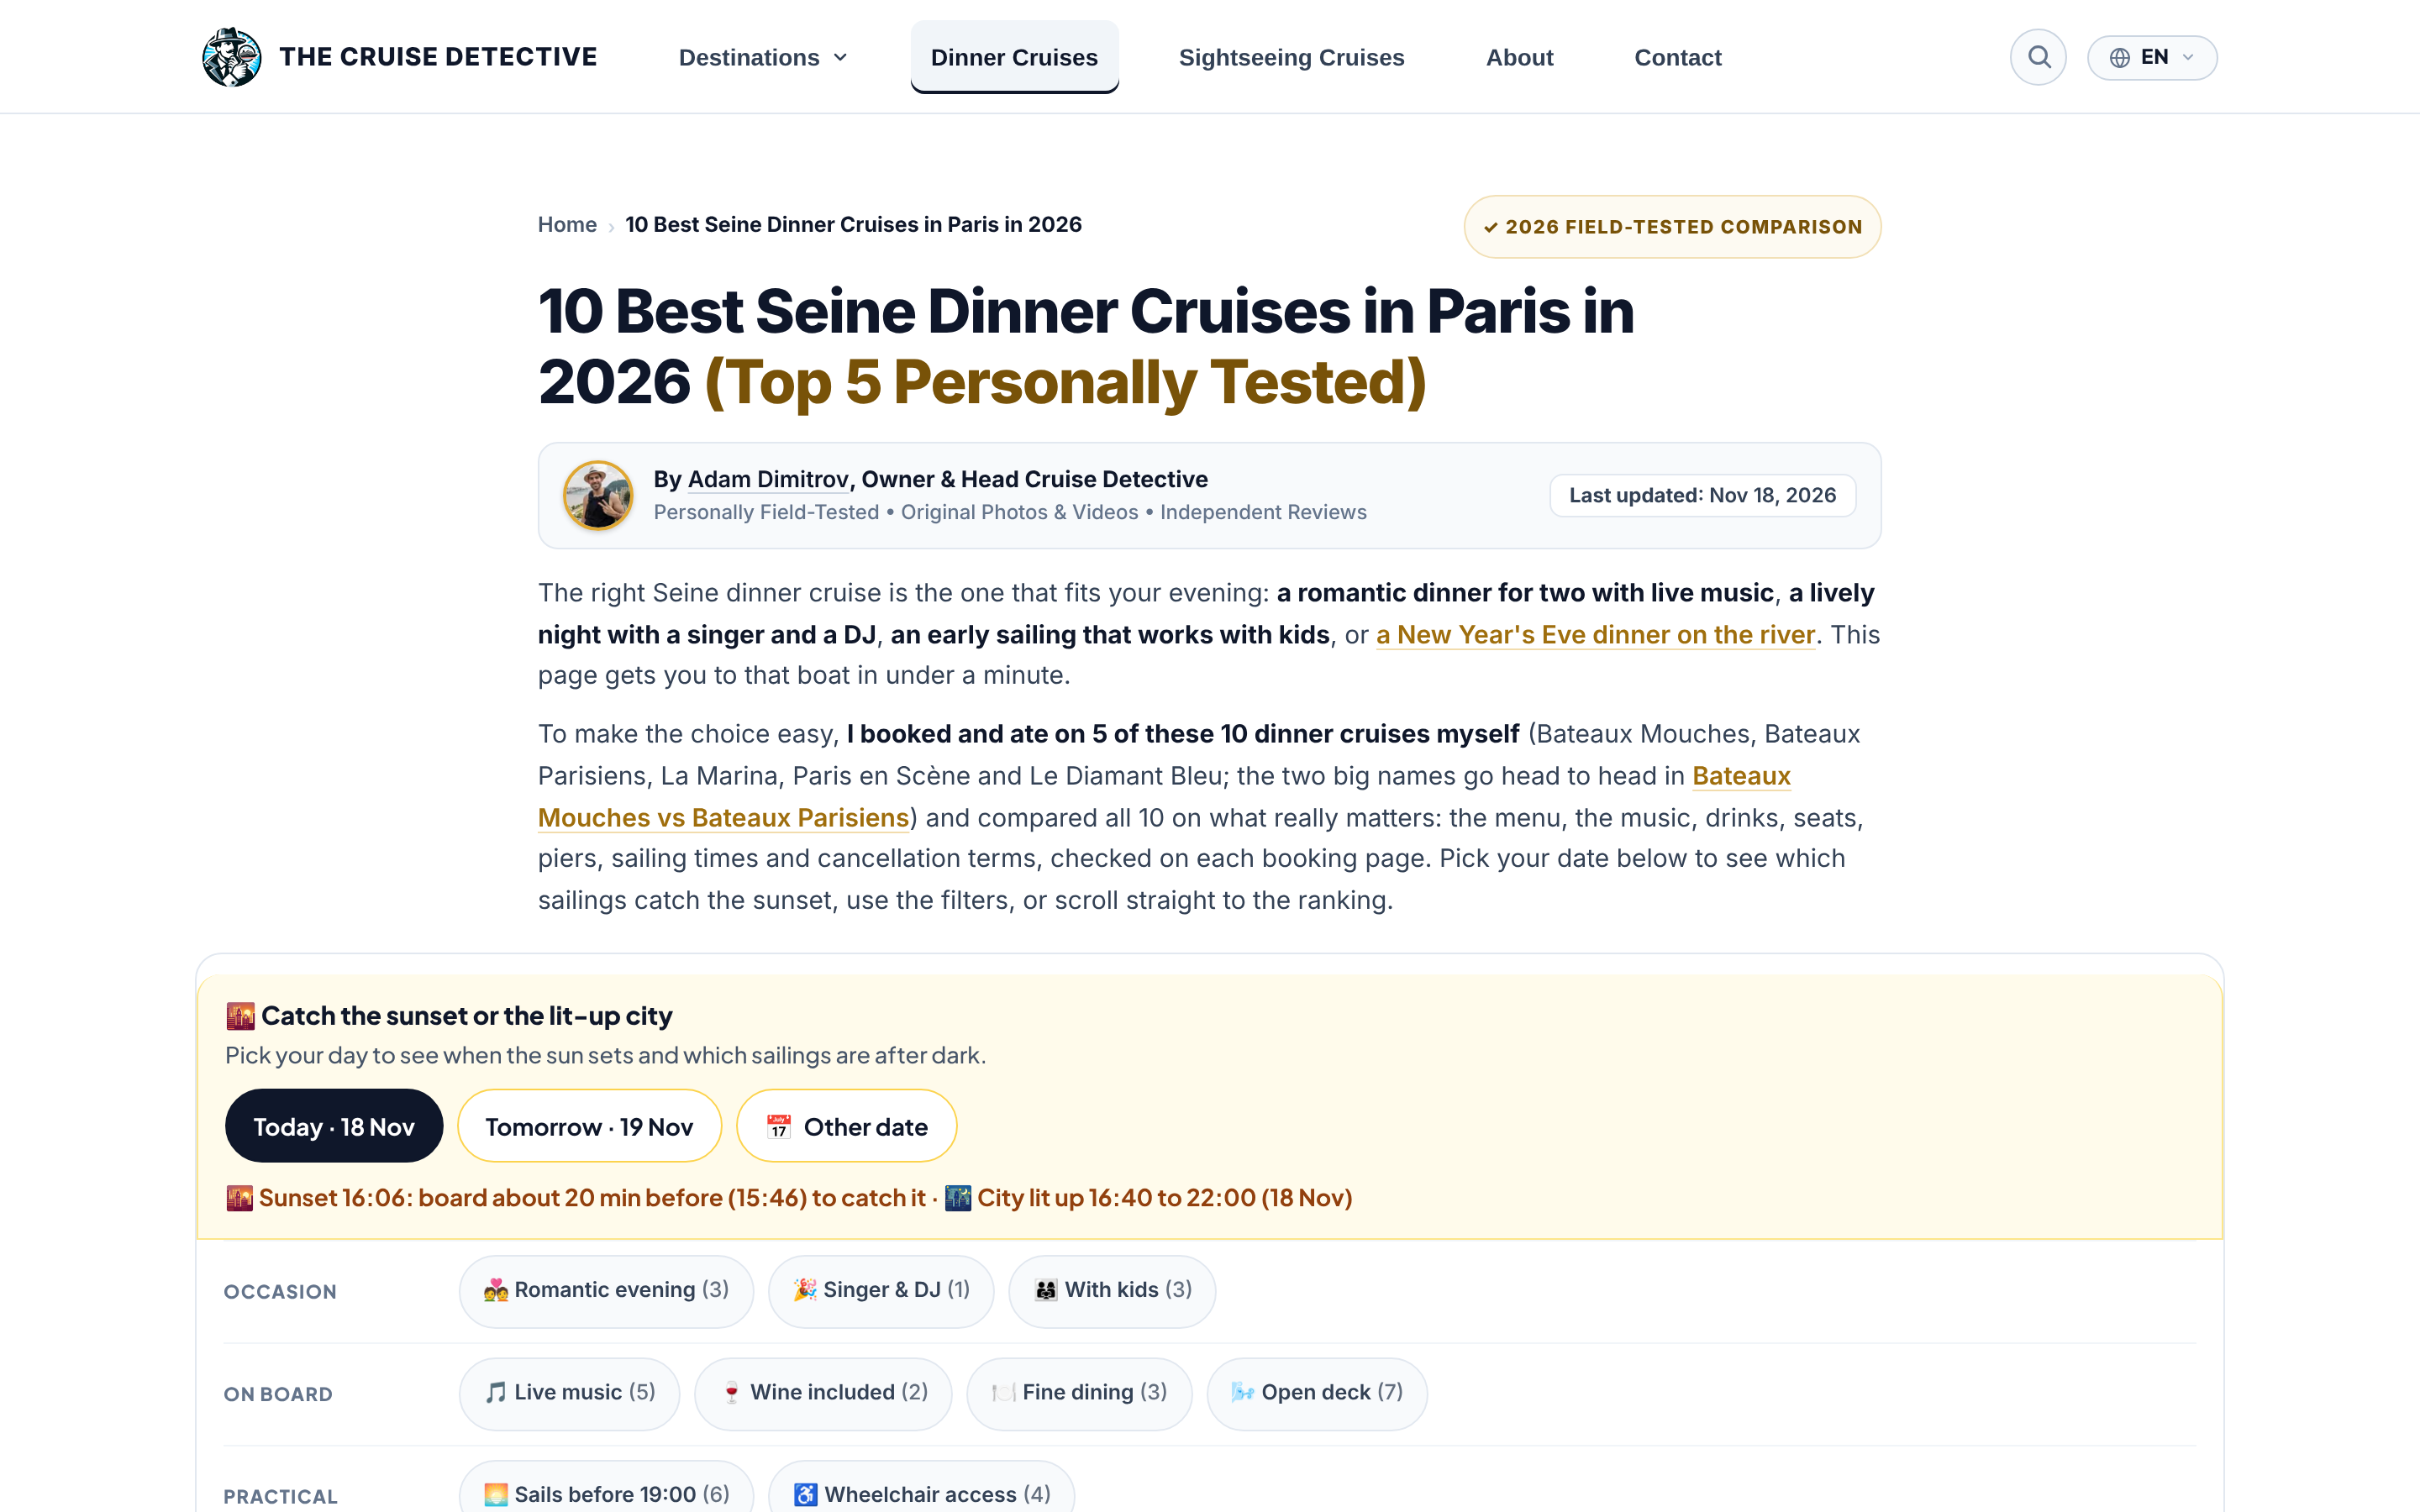 THE CRUISE DETECTIVE
Destinations
Dinner Cruises
Sightseeing Cruises
About
Contact
EN
Home › 10 Best Seine Dinner Cruises in Paris in 2026
✓ 2026 FIELD-TESTED COMPARISON
10 Best Seine Dinner Cruises in Paris in
2026 (Top 5 Personally Tested)
By Adam Dimitrov, Owner & Head Cruise Detective
Personally Field-Tested • Original Photos & Videos • Independent Reviews
Last updated: Nov 18, 2026
The right Seine dinner cruise is the one that fits your evening: a romantic dinner for two with live music, a lively
night with a singer and a DJ, an early sailing that works with kids, or a New Year's Eve dinner on the river. This
page gets you to that boat in under a minute.
To make the choice easy, I booked and ate on 5 of these 10 dinner cruises myself (Bateaux Mouches, Bateaux
Parisiens, La Marina, Paris en Scène and Le Diamant Bleu; the two big names go head to head in Bateaux
Mouches vs Bateaux Parisiens) and compared all 10 on what really matters: the menu, the music, drinks, seats,
piers, sailing times and cancellation terms, checked on each booking page. Pick your date below to see which
sailings catch the sunset, use the filters, or scroll straight to the ranking.
🌇 Catch the sunset or the lit-up city
Pick your day to see when the sun sets and which sailings are after dark.
Today · 18 Nov
Tomorrow · 19 Nov
📅 Other date
🌇 Sunset 16:06: board about 20 min before (15:46) to catch it · 🌃 City lit up 16:40 to 22:00 (18 Nov)
OCCASION
💑 Romantic evening (3)
🎉 Singer & DJ (1)
👨‍👩‍👧‍👦 With kids (3)
ON BOARD
🎵 Live music (5)
🍷 Wine included (2)
🍽️ Fine dining (3)
🌬️ Open deck (7)
PRACTICAL
🌅 Sails before 19:00 (6)
♿ Wheelchair access (4)